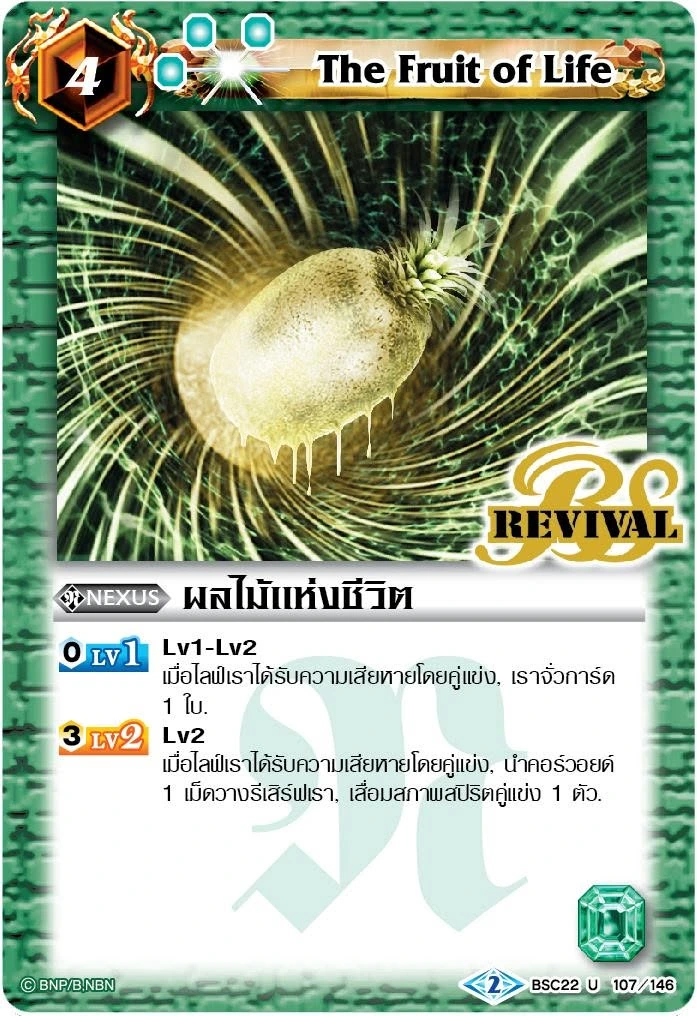 4
The Fruit of Life
BS
REVIVAL
NEXUS ผลไม้แห่งชีวิต
0 LV1 Lv1-Lv2
เมื่อไลฟ์เราได้รับความเสียหายโดยคู่แข่ง, เราจั่วการ์ด
1 ใบ.
3 LV2 Lv2
เมื่อไลฟ์เราได้รับความเสียหายโดยคู่แข่ง, นำคอร์วอยด์
1 เม็ดวางรีเสิร์ฟเรา, เสื่อมสภาพสปิริตคู่แข่ง 1 ตัว.
© BNP/B,NBN
2 BSC22 U 107/146